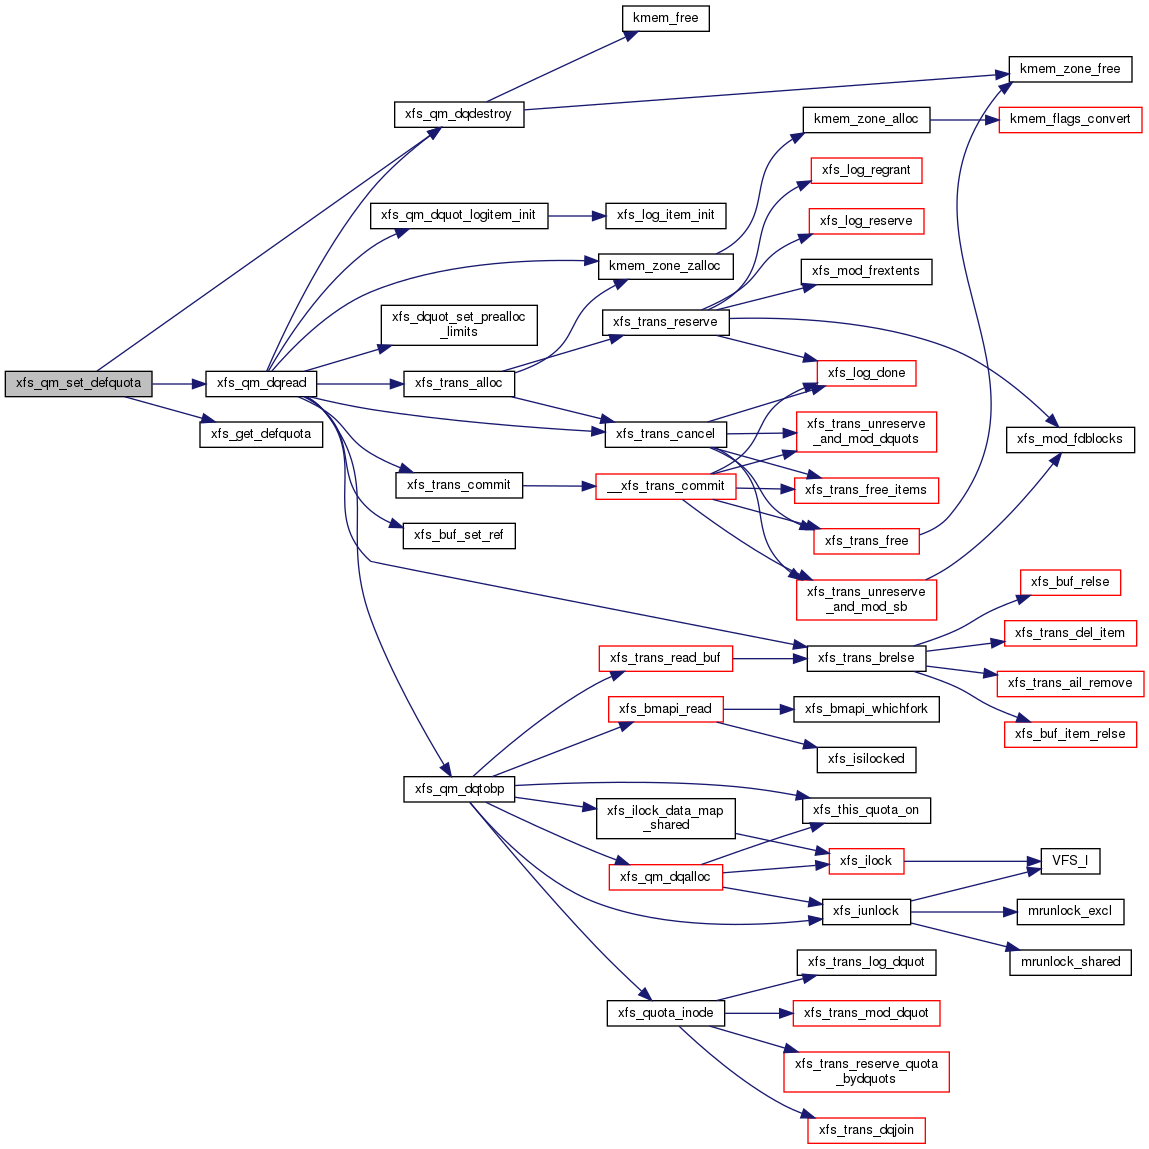 kmem_free
kmem_zone_free
xfs_qm_dqdestroy
kmem_zone_alloc
kmem_flags_convert
xfs_log_regrant
xfs_qm_dquot_logitem_init
xfs_log_item_init
xfs_log_reserve
kmem_zone_zalloc
xfs_mod_frextents
xfs_dquot_set_prealloc
_limits
xfs_trans_reserve
xfs_log_done
xfs_qm_set_defquota
xfs_qm_dqread
xfs_trans_alloc
xfs_get_defquota
xfs_trans_cancel
xfs_trans_unreserve
_and_mod_dquots
xfs_mod_fdblocks
xfs_trans_commit
__xfs_trans_commit
xfs_trans_free_items
xfs_buf_set_ref
xfs_trans_free
xfs_trans_unreserve
_and_mod_sb
xfs_buf_relse
xfs_trans_del_item
xfs_trans_read_buf
xfs_trans_brelse
xfs_trans_ail_remove
xfs_bmapi_read
xfs_bmapi_whichfork
xfs_buf_item_relse
xfs_isilocked
xfs_qm_dqtobp
xfs_ilock_data_map
_shared
xfs_this_quota_on
xfs_ilock
VFS_I
xfs_qm_dqalloc
xfs_iunlock
mrunlock_excl
mrunlock_shared
xfs_trans_log_dquot
xfs_quota_inode
xfs_trans_mod_dquot
xfs_trans_reserve_quota
_bydquots
xfs_trans_dqjoin